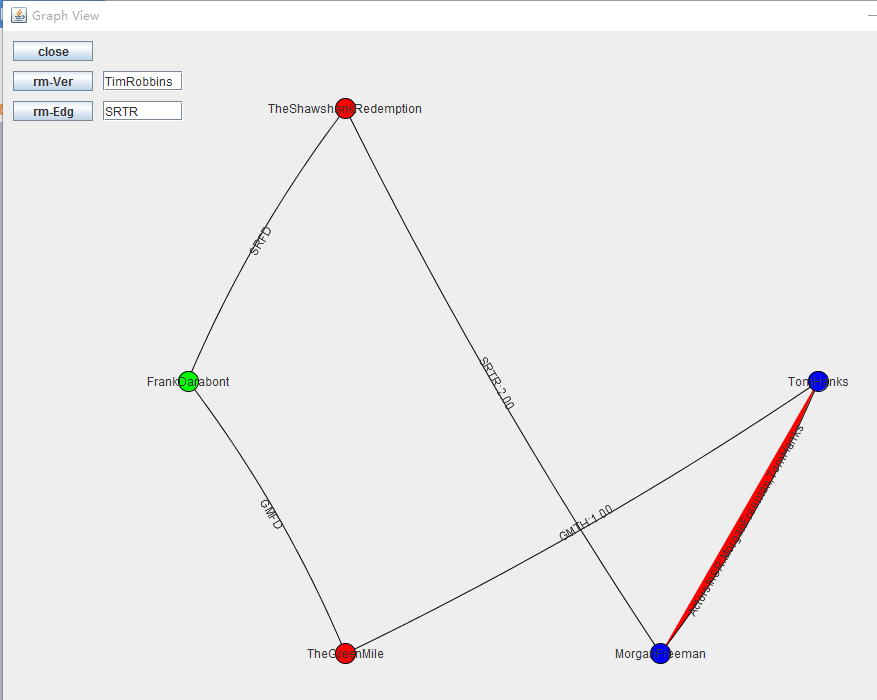 Graph View
close
rm-Ver TimRobbins
rm-Edg SRTR
TheShawshankRedemption
SRFD
SRTR:2.00
FrankDarabont
TomHanks
GMFD
GMTH:1.00
TheGreenMile
MorganFreeman